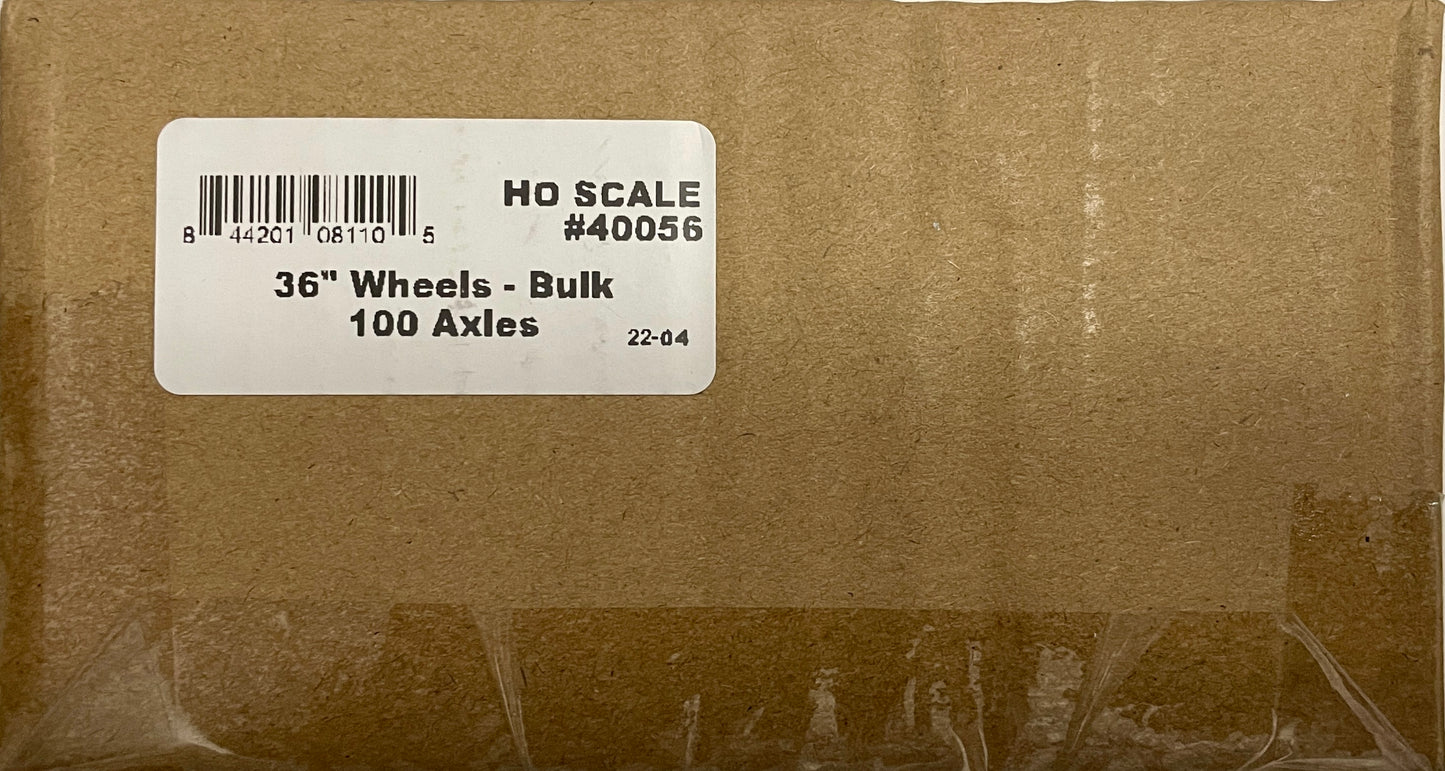 HO SCALE
#40056
8 44201 08110 5
36" Wheels - Bulk
100 Axles
22-04